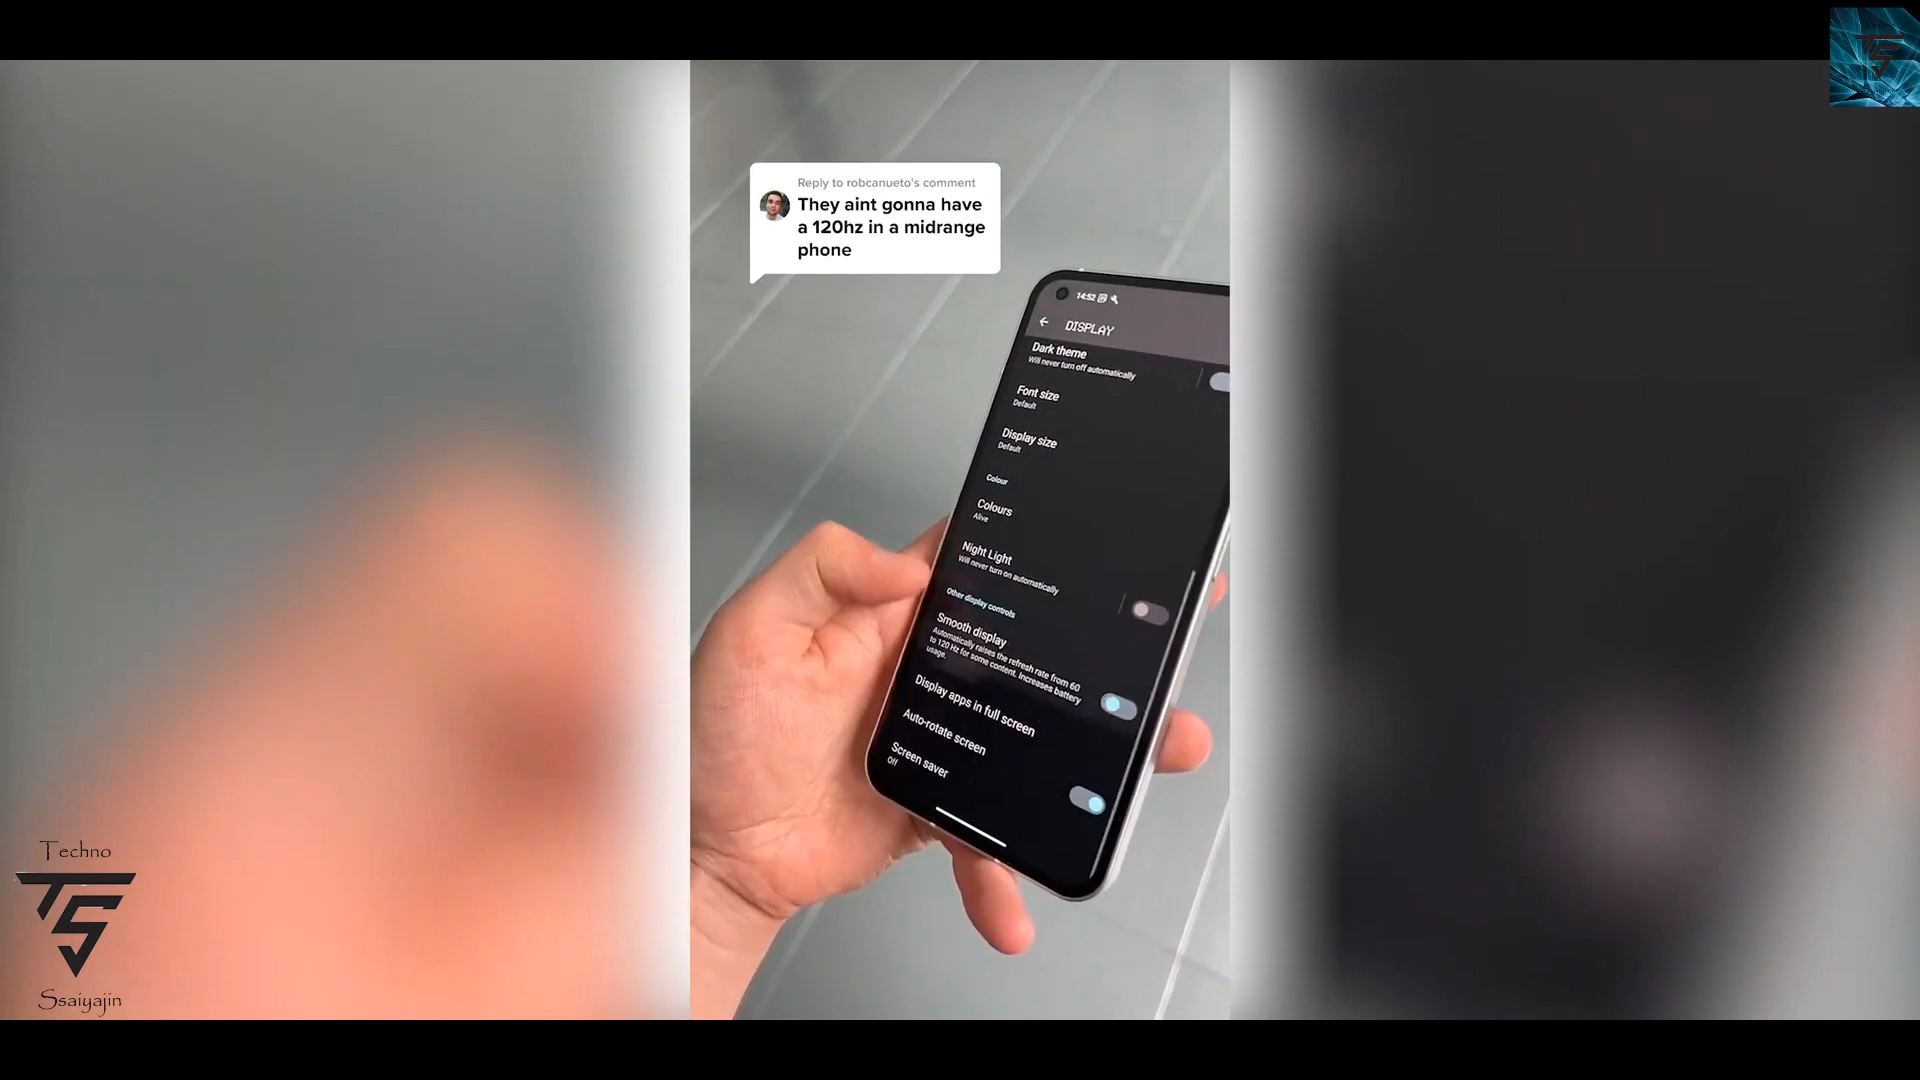 Reply to robcanueto's comment
They aint gonna have
a 120hz in a midrange
phone
14:52
DISPLAY
Dark theme
Will never turn off automatically
Font size
Default
Display size
Default
Colour
Colours
Alive
Night Light
Will never turn on automatically
Other display controls
Smooth display
Automatically raises the refresh rate from 60
to 120 Hz for some content. Increases battery
usage.
Display apps in full screen
Auto-rotate screen
Screen saver
Off
Techno
TS
Ssaiyajin